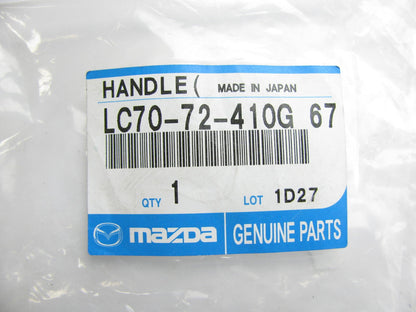 HANDLE( MADE IN JAPAN
LC70-72-410G 67
QTY 1 LOT 1D27
mazda GENUINE PARTS